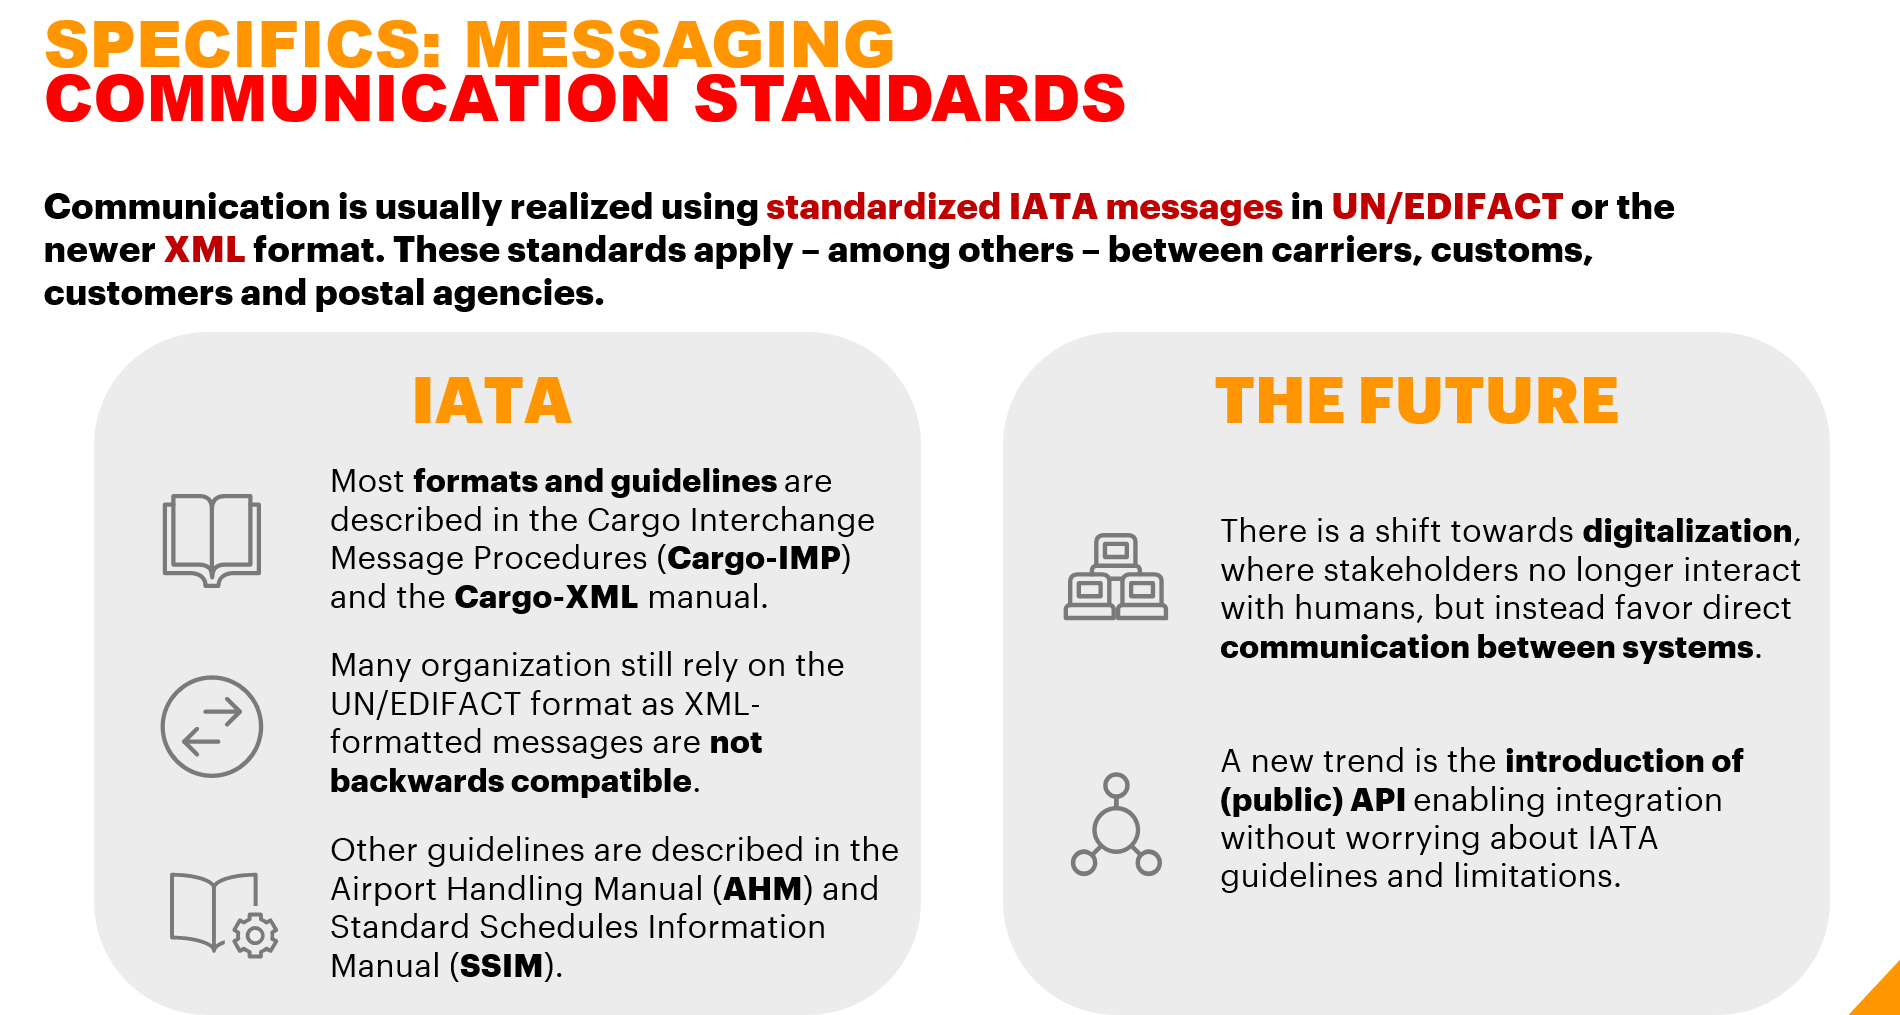 SPECIFICS: MESSAGING
COMMUNICATION STANDARDS
Communication is usually realized using standardized IATA messages in UN/EDIFACT or the
newer XML format. These standards apply – among others – between carriers, customs,
customers and postal agencies.
IATA
Most formats and guidelines are
described in the Cargo Interchange
Message Procedures (Cargo-IMP)
and the Cargo-XML manual.
Many organization still rely on the
UN/EDIFACT format as XML-
formatted messages are not
backwards compatible.
Other guidelines are described in the
Airport Handling Manual (AHM) and
Standard Schedules Information
Manual (SSIM).
THE FUTURE
There is a shift towards digitalization,
where stakeholders no longer interact
with humans, but instead favor direct
communication between systems.
A new trend is the introduction of
(public) API enabling integration
without worrying about IATA
guidelines and limitations.